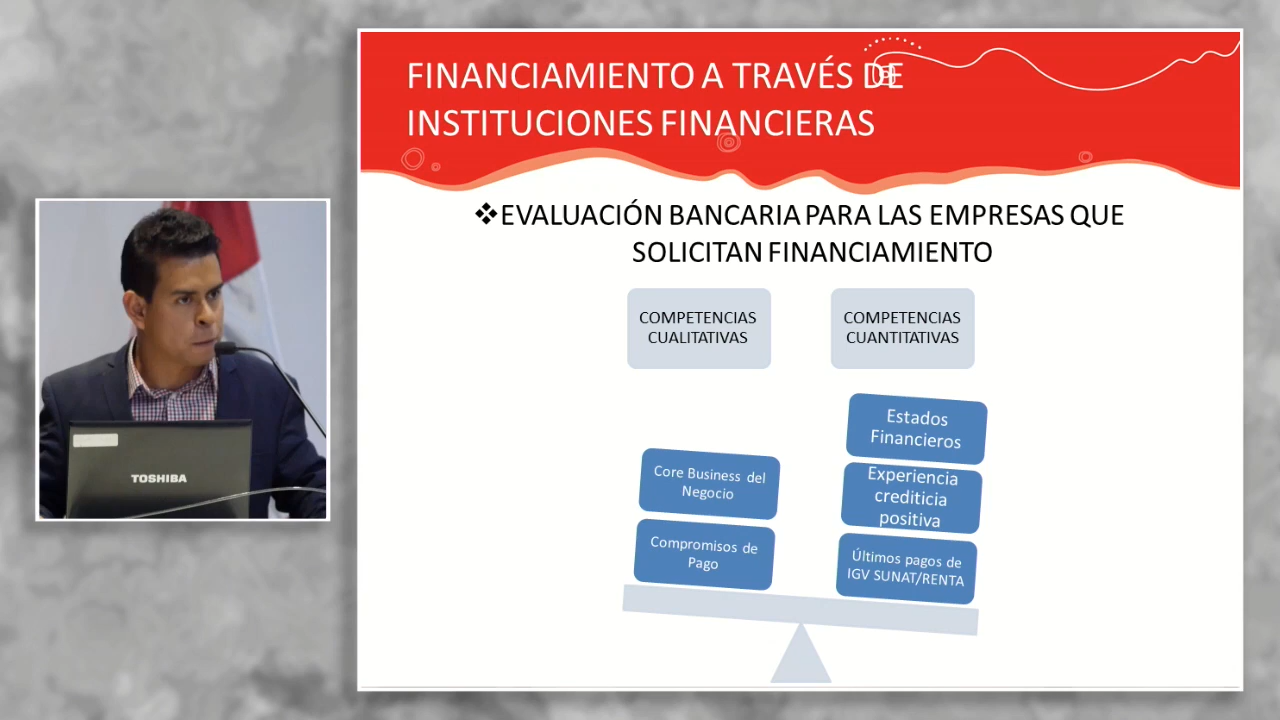 FINANCIAMIENTO A TRAVÉS DE
INSTITUCIONES FINANCIERAS
❖EVALUACIÓN BANCARIA PARA LAS EMPRESAS QUE
SOLICITAN FINANCIAMIENTO
COMPETENCIAS
CUALITATIVAS
COMPETENCIAS
CUANTITATIVAS
Estados
Financieros
Core Business del
Negocio
Experiencia
crediticia
positiva
Compromisos de
Pago
Últimos pagos de
IGV SUNAT/RENTA
TOSHIBA